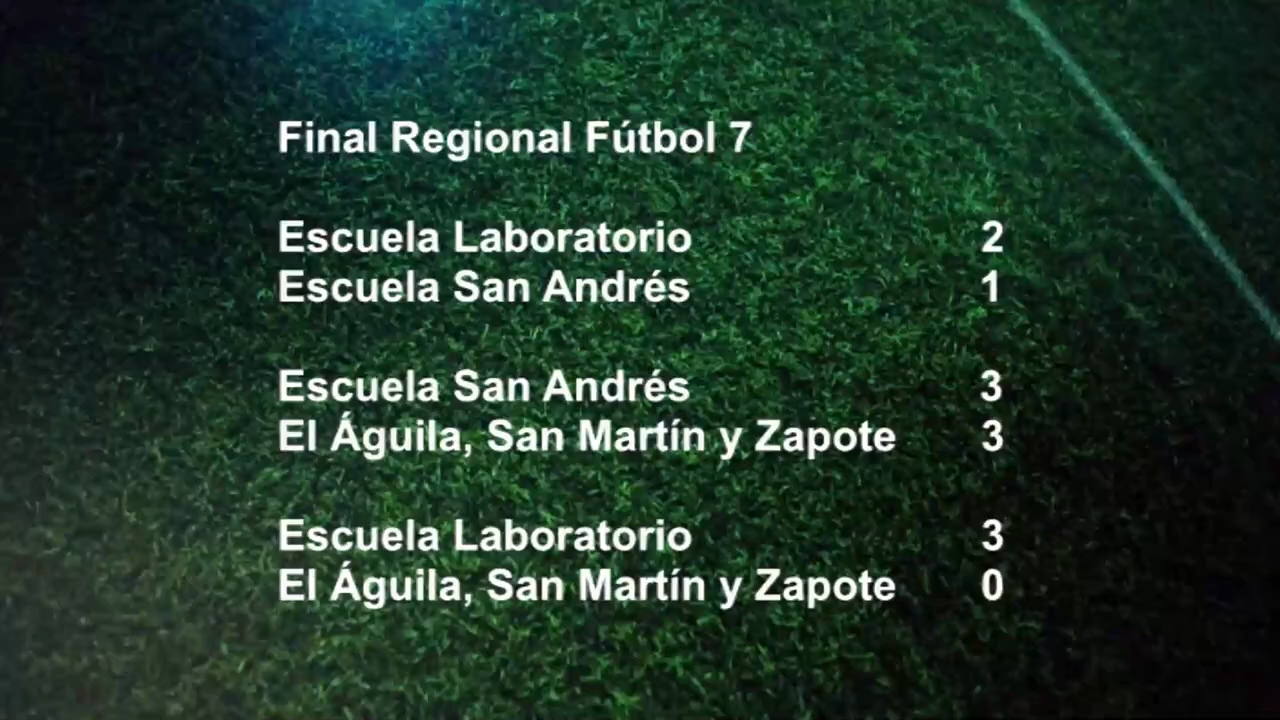 Final Regional Fútbol 7
Escuela Laboratorio 2
Escuela San Andrés 1
Escuela San Andrés 3
El Águila, San Martín y Zapote 3
Escuela Laboratorio 3
El Águila, San Martín y Zapote 0